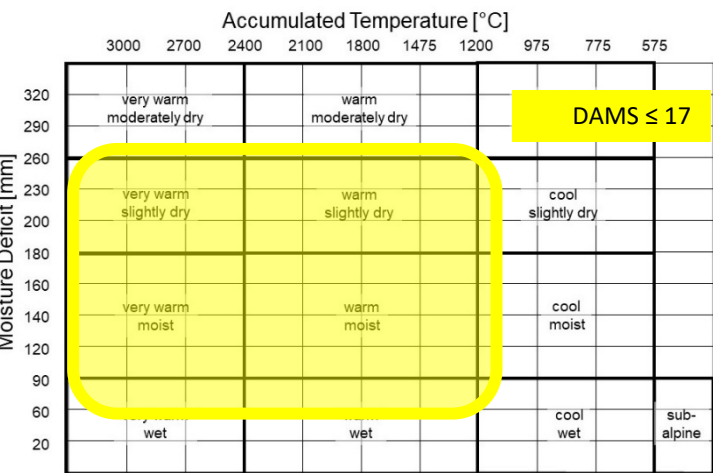 Accumulated Temperature [°C]
3000 2700 2400 2100 1800 1475 1200 975 775 575
Moisture Deficit [mm]
320
290
260
230
200
180
160
140
120
90
60
20
very warm
moderately dry
warm
moderately dry
DAMS ≤ 17
very warm
slightly dry
warm
slightly dry
cool
slightly dry
very warm
moist
warm
moist
cool
moist
wet
wet
cool
wet
sub-
alpine